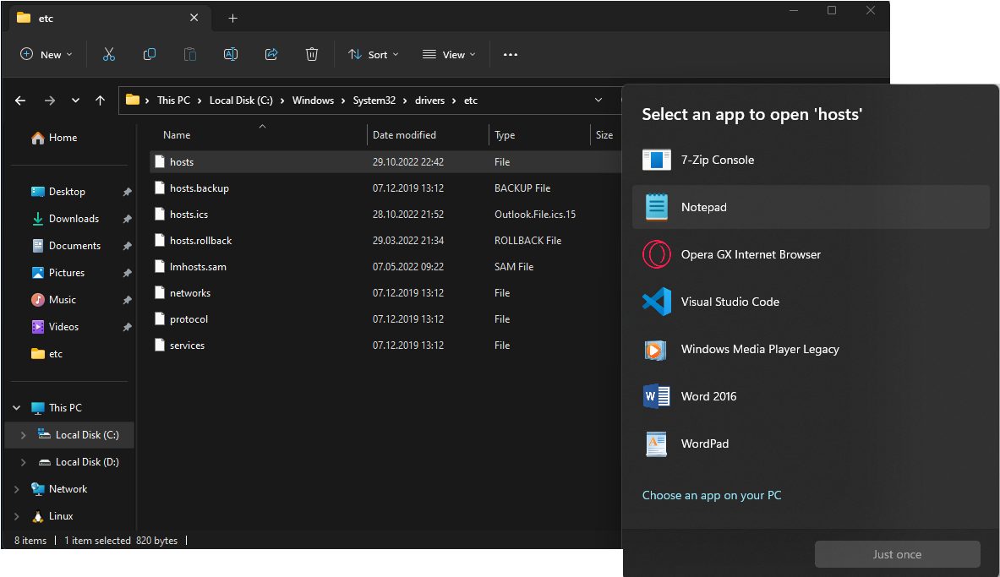 etc
New
Sort
View
This PC > Local Disk (C:) > Windows > System32 > drivers > etc
Home
Desktop
Downloads
Documents
Pictures
Music
Videos
etc
This PC
Local Disk (C:)
Local Disk (D:)
Network
Linux
Name Date modified Type Size
hosts 29.10.2022 22:42 File
hosts.backup 07.12.2019 13:12 BACKUP File
hosts.ics 28.10.2022 21:52 Outlook.File.ics.15
hosts.rollback 29.03.2022 21:34 ROLLBACK File
lmhosts.sam 07.05.2022 09:22 SAM File
networks 07.12.2019 13:12 File
protocol 07.12.2019 13:12 File
services 07.12.2019 13:12 File
8 items 1 item selected 820 bytes
Select an app to open 'hosts'
7-Zip Console
Notepad
Opera GX Internet Browser
Visual Studio Code
Windows Media Player Legacy
Word 2016
WordPad
Choose an app on your PC
Just once